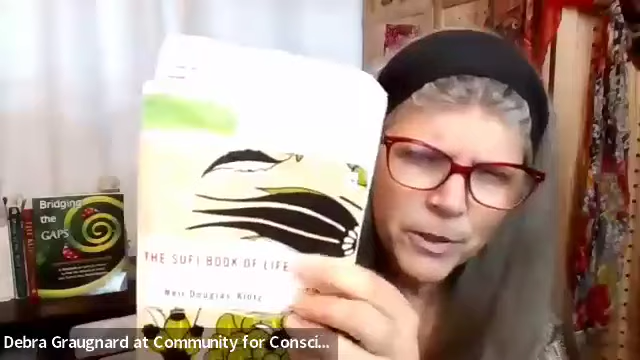 Bridging
the
GAPS
THE SUFI BOOK OF LIFE
Neil Douglas-Klotz
Debra Graugnard at Community for Consci...